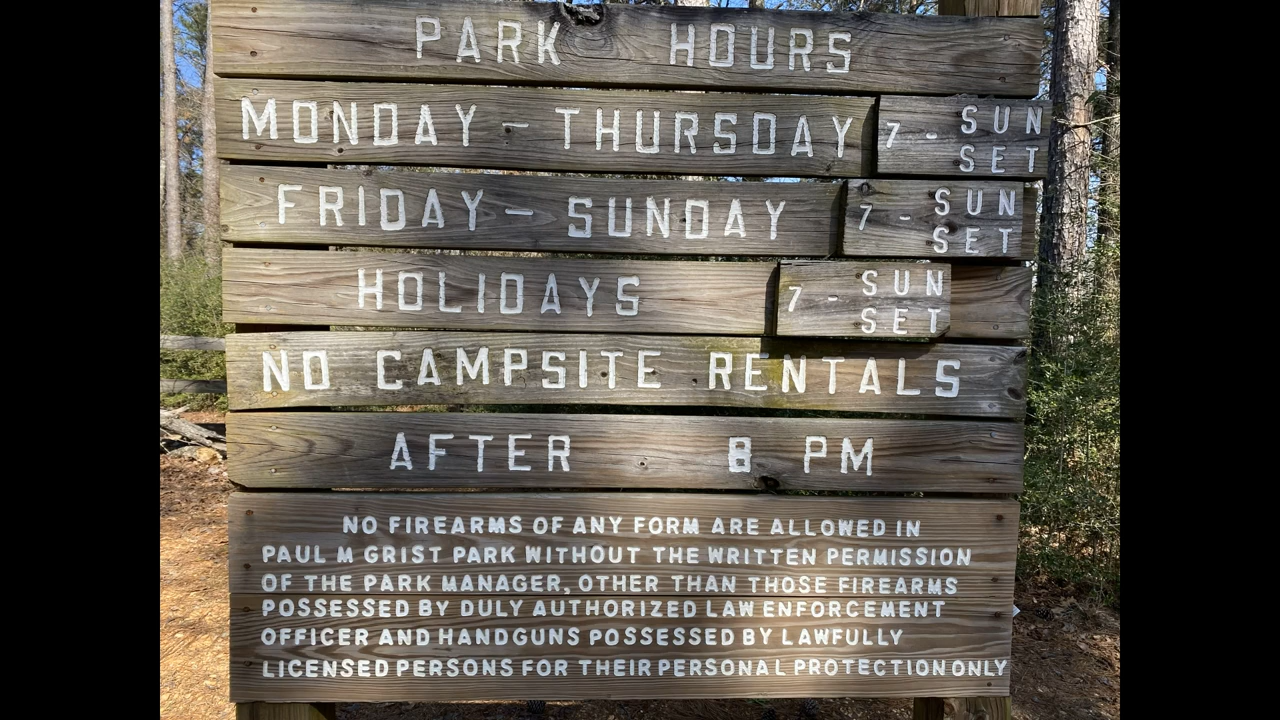 PARK HOURS
MONDAY - THURSDAY 7 - SUN
SET
FRIDAY - SUNDAY 7 - SUN
SET
HOLIDAYS 7 - SUN
SET
NO CAMPSITE RENTALS
AFTER 8 PM
NO FIREARMS OF ANY FORM ARE ALLOWED IN
PAUL M GRIST PARK WITHOUT THE WRITTEN PERMISSION
OF THE PARK MANAGER, OTHER THAN THOSE FIREARMS
POSSESSED BY DULY AUTHORIZED LAW ENFORCEMENT
OFFICER AND HANDGUNS POSSESSED BY LAWFULLY
LICENSED PERSONS FOR THEIR PERSONAL PROTECTION ONLY